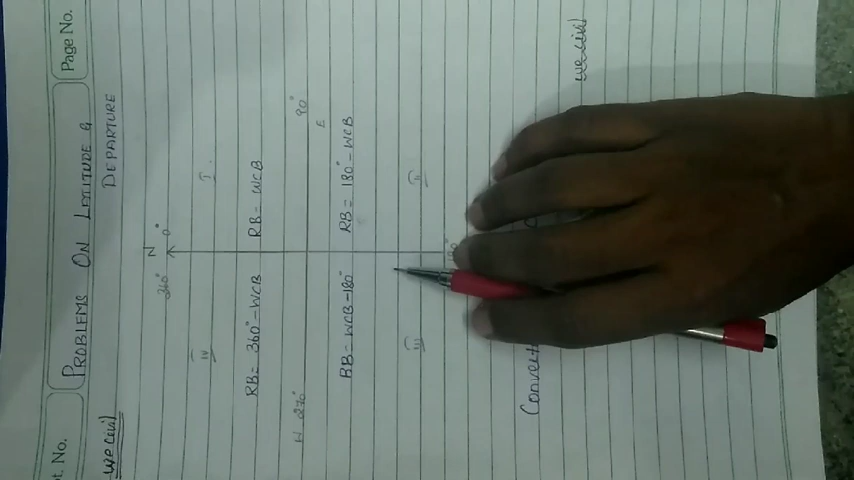 Page No.
t. No.
PROBLEMS ON LATITUDE &
DEPARTURE
we civil
N
360° 0°
IV I
RB = 360° - WCB RB = WCB
W 270° 90°
E
BB = WCB - 180° RB = 180° - WCB
III II
Convert
we civil